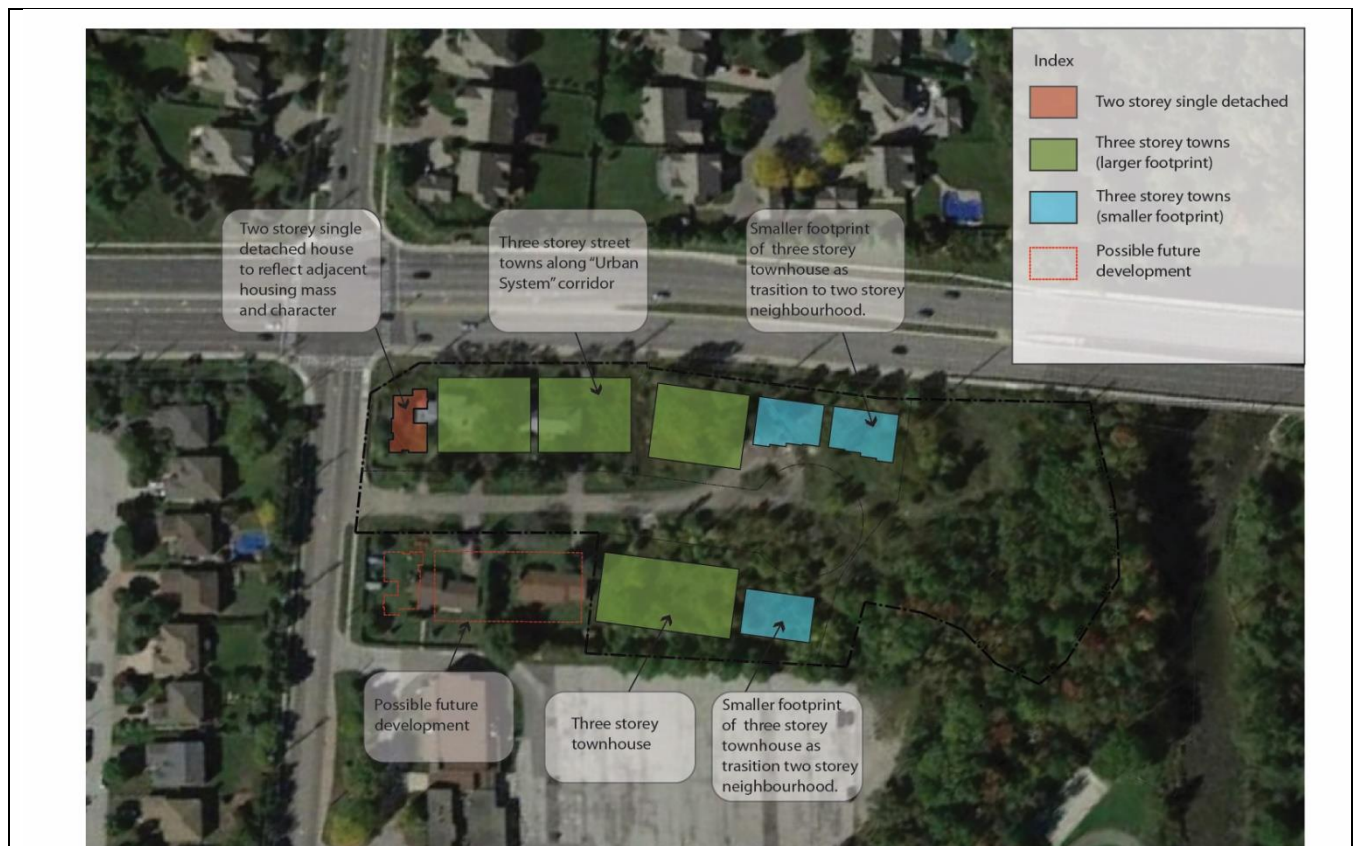 Index
Two storey single detached
Three storey towns
(larger footprint)
Three storey towns
(smaller footprint)
Possible future
development
Two storey single
detached house
to reflect adjacent
housing mass
and character
Three storey street
towns along “Urban
System” corridor
Smaller footprint
of three storey
townhouse as
trasition to two storey
neighbourhood.
Possible future
development
Three storey
townhouse
Smaller footprint
of three storey
townhouse as
trasition two storey
neighbourhood.